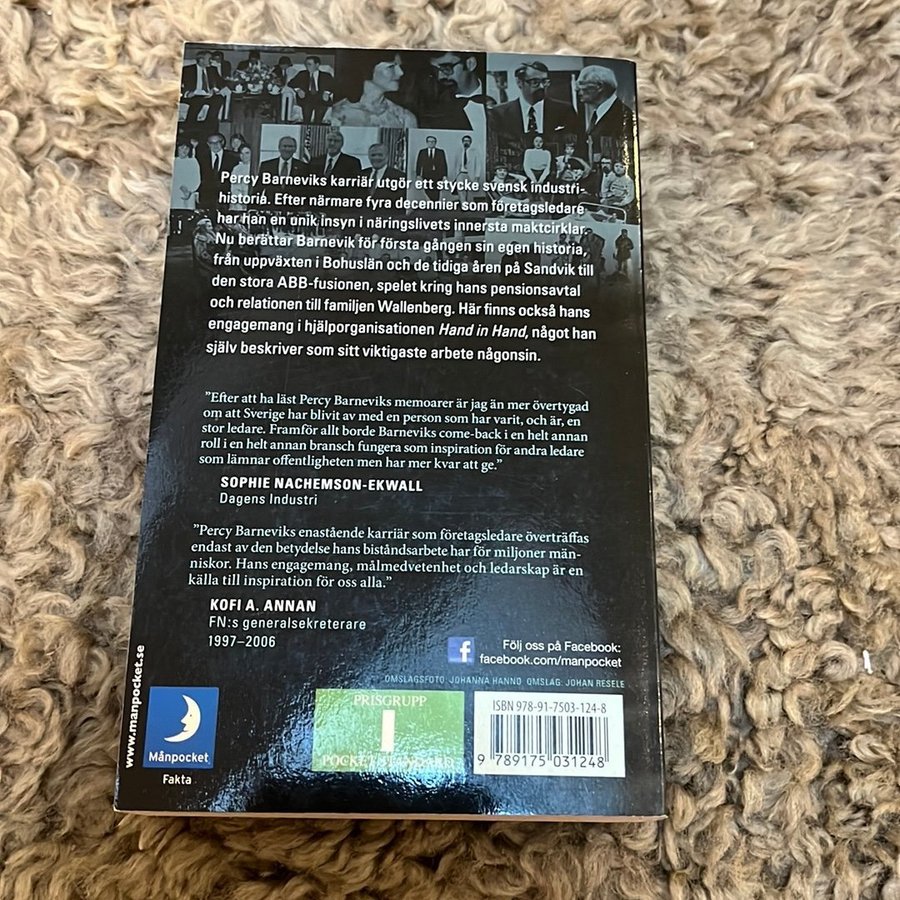 Percy Barneviks karriär utgör ett stycke svensk industri-
historia. Efter närmare fyra decennier som företagsledare
har han en unik insyn i näringslivets innersta maktcirklar.
Nu berättar Barnevik för första gången sin egen historia,
från uppväxten i Bohuslän och de tidiga åren på Sandvik till
den stora ABB-fusionen, spelet kring hans pensionsavtal
och relationen till familjen Wallenberg. Här finns också hans
engagemang i hjälporganisationen Hand in Hand, något han
själv beskriver som sitt viktigaste arbete någonsin.
”Efter att ha läst Percy Barneviks memoarer är jag än mer övertygad
om att Sverige har blivit av med en person som har varit, och är, en
stor ledare. Framför allt borde Barneviks come-back i en helt annan
roll i en helt annan bransch fungera som inspiration för andra ledare
som lämnar offentligheten men har mer kvar att ge.”
SOPHIE NACHEMSON-EKWALL
Dagens Industri
”Percy Barneviks enastående karriär som företagsledare överträffas
endast av den betydelse hans biståndsarbete har för miljoner män-
niskor. Hans engagemang, målmedvetenhet och ledarskap är en
källa till inspiration för oss alla.”
KOFI A. ANNAN
FN:s generalsekreterare
1997–2006
f
Följ oss på Facebook:
facebook.com/manpocket
OMSLAGSFOTO: JOHANNA HANNO OMSLAG: JOHAN RESELE
www.manpocket.se
Månpocket
Fakta
PRISGRUPP
1
POCKET STANDARD
ISBN 978-91-7503-124-8
9 789175 031248